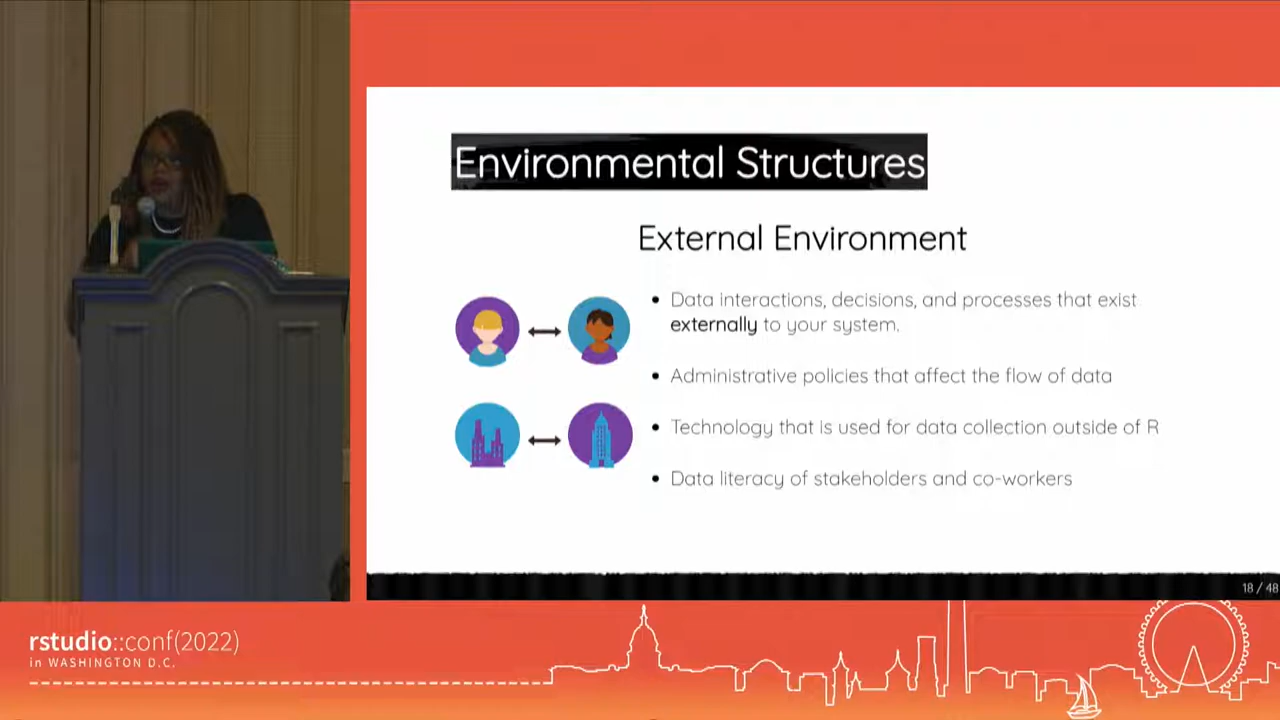 Environmental Structures
External Environment
• Data interactions, decisions, and processes that exist
externally to your system.
• Administrative policies that affect the flow of data
• Technology that is used for data collection outside of R
• Data literacy of stakeholders and co-workers
18 / 48
rstudio::conf(2022)
in WASHINGTON D.C.